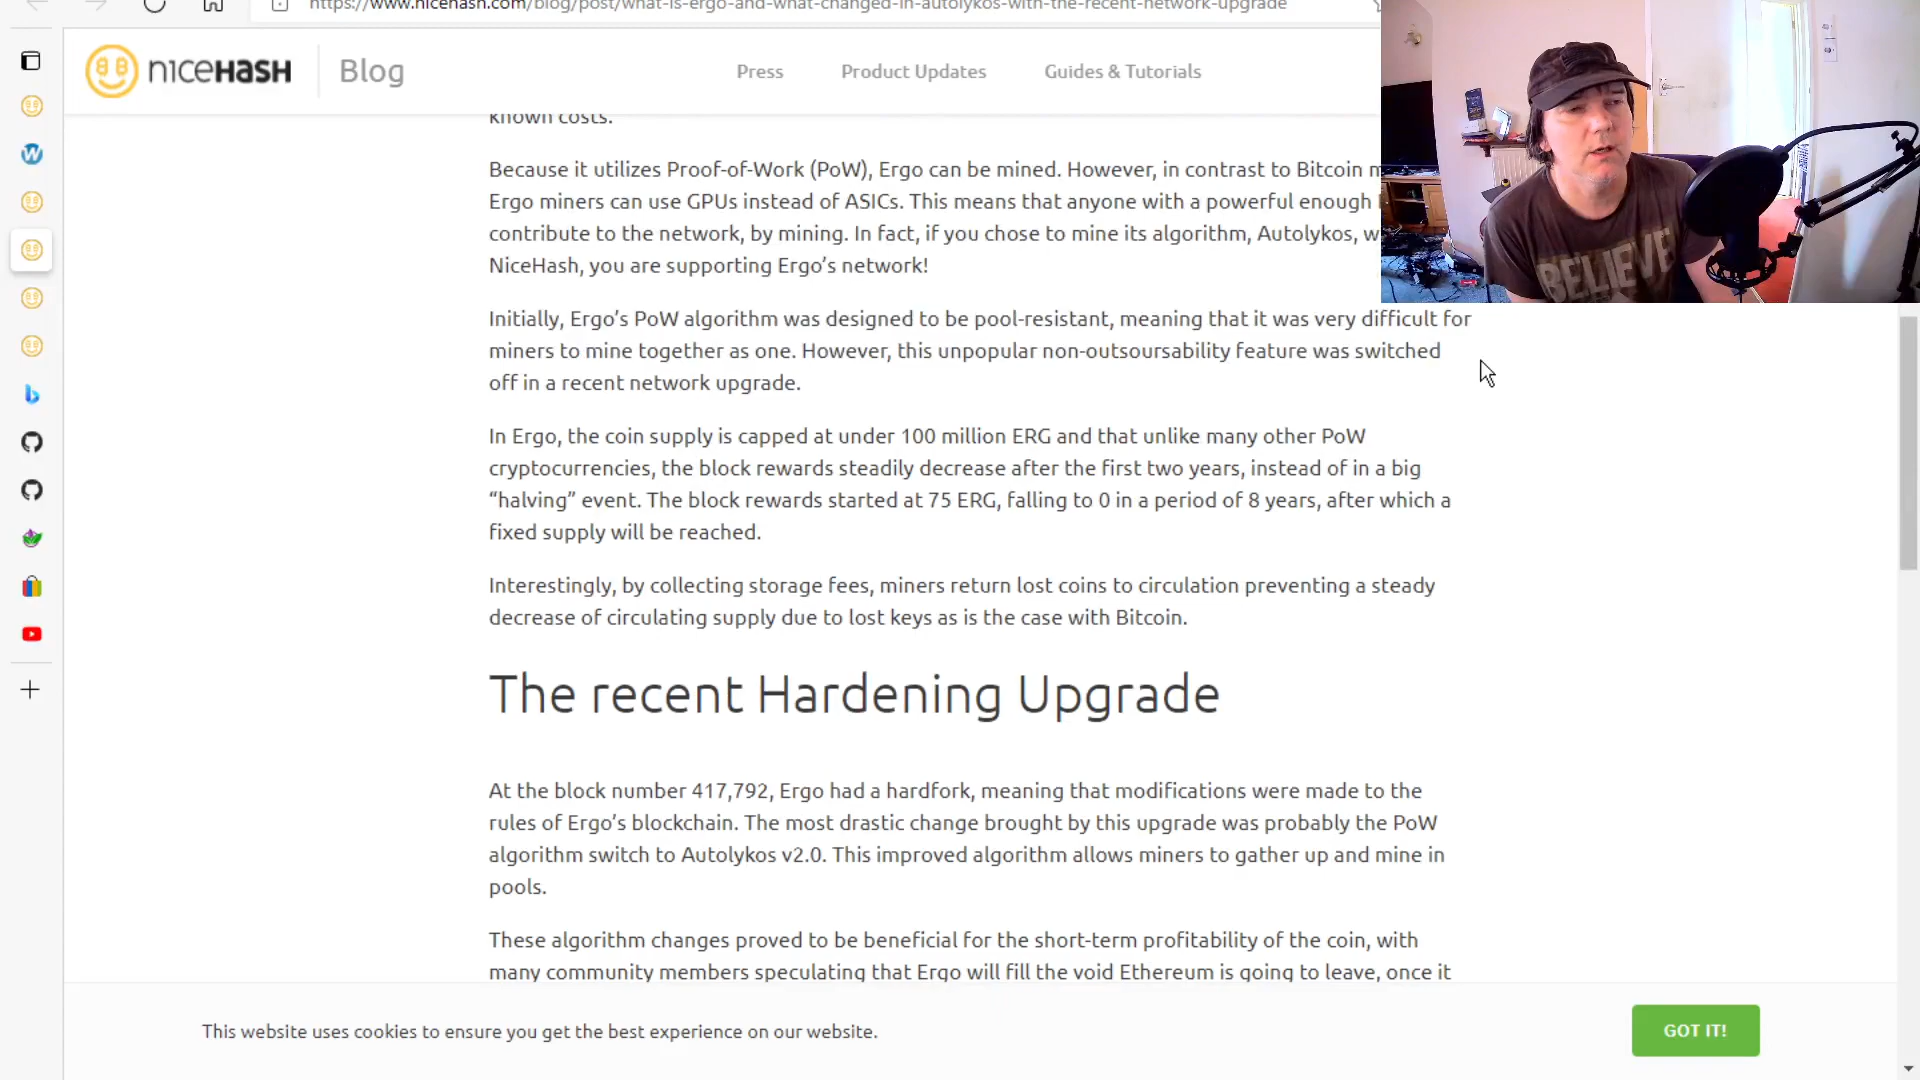 https://www.nicehash.com/blog/post/what-is-ergo-and-what-changed-in-autolykos-with-the-recent-network-upgrade
niceHASH
Blog
Press
Product Updates
Guides & Tutorials
known costs.
Because it utilizes Proof-of-Work (PoW), Ergo can be mined. However, in contrast to Bitcoin
Ergo miners can use GPUs instead of ASICs. This means that anyone with a powerful enough
contribute to the network, by mining. In fact, if you chose to mine its algorithm, Autolykos,
NiceHash, you are supporting Ergo’s network!
Initially, Ergo’s PoW algorithm was designed to be pool-resistant, meaning that it was very difficult for
miners to mine together as one. However, this unpopular non-outsoursability feature was switched
off in a recent network upgrade.
In Ergo, the coin supply is capped at under 100 million ERG and that unlike many other PoW
cryptocurrencies, the block rewards steadily decrease after the first two years, instead of in a big
“halving” event. The block rewards started at 75 ERG, falling to 0 in a period of 8 years, after which a
fixed supply will be reached.
Interestingly, by collecting storage fees, miners return lost coins to circulation preventing a steady
decrease of circulating supply due to lost keys as is the case with Bitcoin.
The recent Hardening Upgrade
At the block number 417,792, Ergo had a hardfork, meaning that modifications were made to the
rules of Ergo’s blockchain. The most drastic change brought by this upgrade was probably the PoW
algorithm switch to Autolykos v2.0. This improved algorithm allows miners to gather up and mine in
pools.
These algorithm changes proved to be beneficial for the short-term profitability of the coin, with
many community members speculating that Ergo will fill the void Ethereum is going to leave, once it
This website uses cookies to ensure you get the best experience on our website.
GOT IT!
BELIEVE